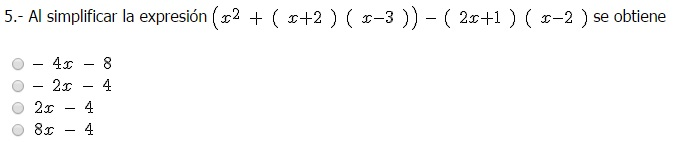 5.- Al simplificar la expresión (x² + ( x+2 ) ( x−3 )) − ( 2x+1 ) ( x−2 ) se obtiene
− 4x − 8
− 2x − 4
2x − 4
8x − 4